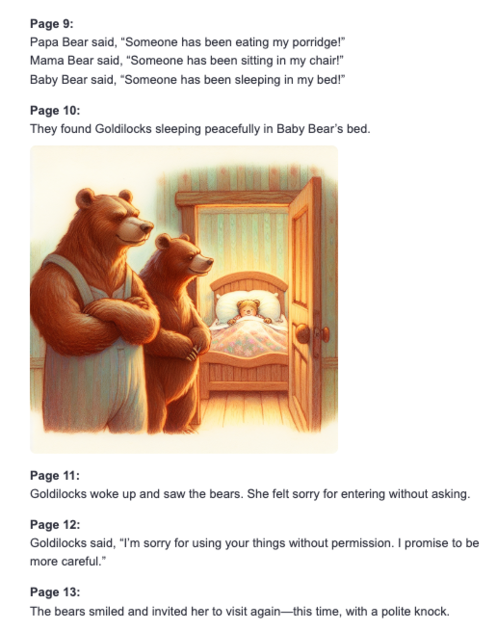 Page 9:
Papa Bear said, “Someone has been eating my porridge!”
Mama Bear said, “Someone has been sitting in my chair!”
Baby Bear said, “Someone has been sleeping in my bed!”
Page 10:
They found Goldilocks sleeping peacefully in Baby Bear’s bed.
Page 11:
Goldilocks woke up and saw the bears. She felt sorry for entering without asking.
Page 12:
Goldilocks said, “I’m sorry for using your things without permission. I promise to be
more careful.”
Page 13:
The bears smiled and invited her to visit again—this time, with a polite knock.